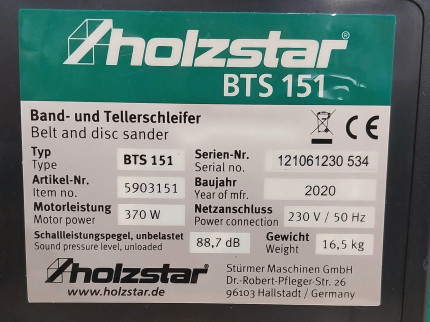 holzstar®
BTS 151
Band- und Tellerschleifer
Belt and disc sander
CE
Typ
Type
BTS 151
Serien-Nr.
Serial no.
121061230 534
Artikel-Nr.
Item no.
5903151
Baujahr
Year of mfr.
2020
Motorleistung
Motor power
370 W
Netzanschluss
Power connection
230 V / 50 Hz
Schallleistungspegel, unbelastet
Sound pressure level, unloaded
88,7 dB
Gewicht
Weight
16,5 kg
holzstar®
www.holzstar.de
Stürmer Maschinen GmbH
Dr.-Robert-Pfleger-Str. 26
96103 Hallstadt / Germany